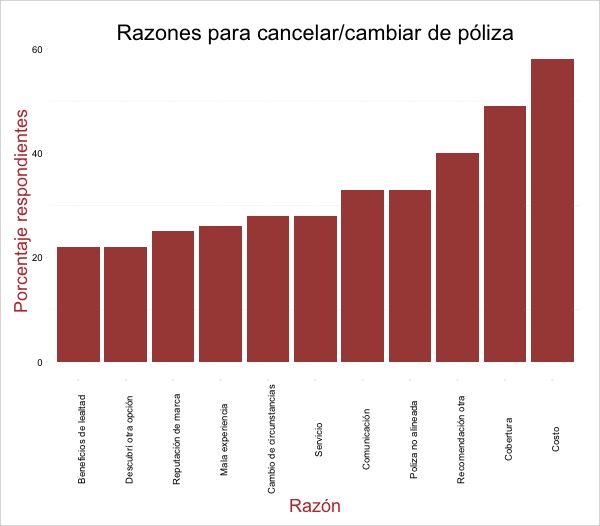 Razones para cancelar/cambiar de póliza
Porcentaje respondientes
60
40
20
0
Beneficios de lealtad
Descubrí otra opción
Reputación de marca
Mala experiencia
Cambio de circunstancias
Servicio
Comunicación
Poliza no alineada
Recomendación otra
Cobertura
Costo
Razón